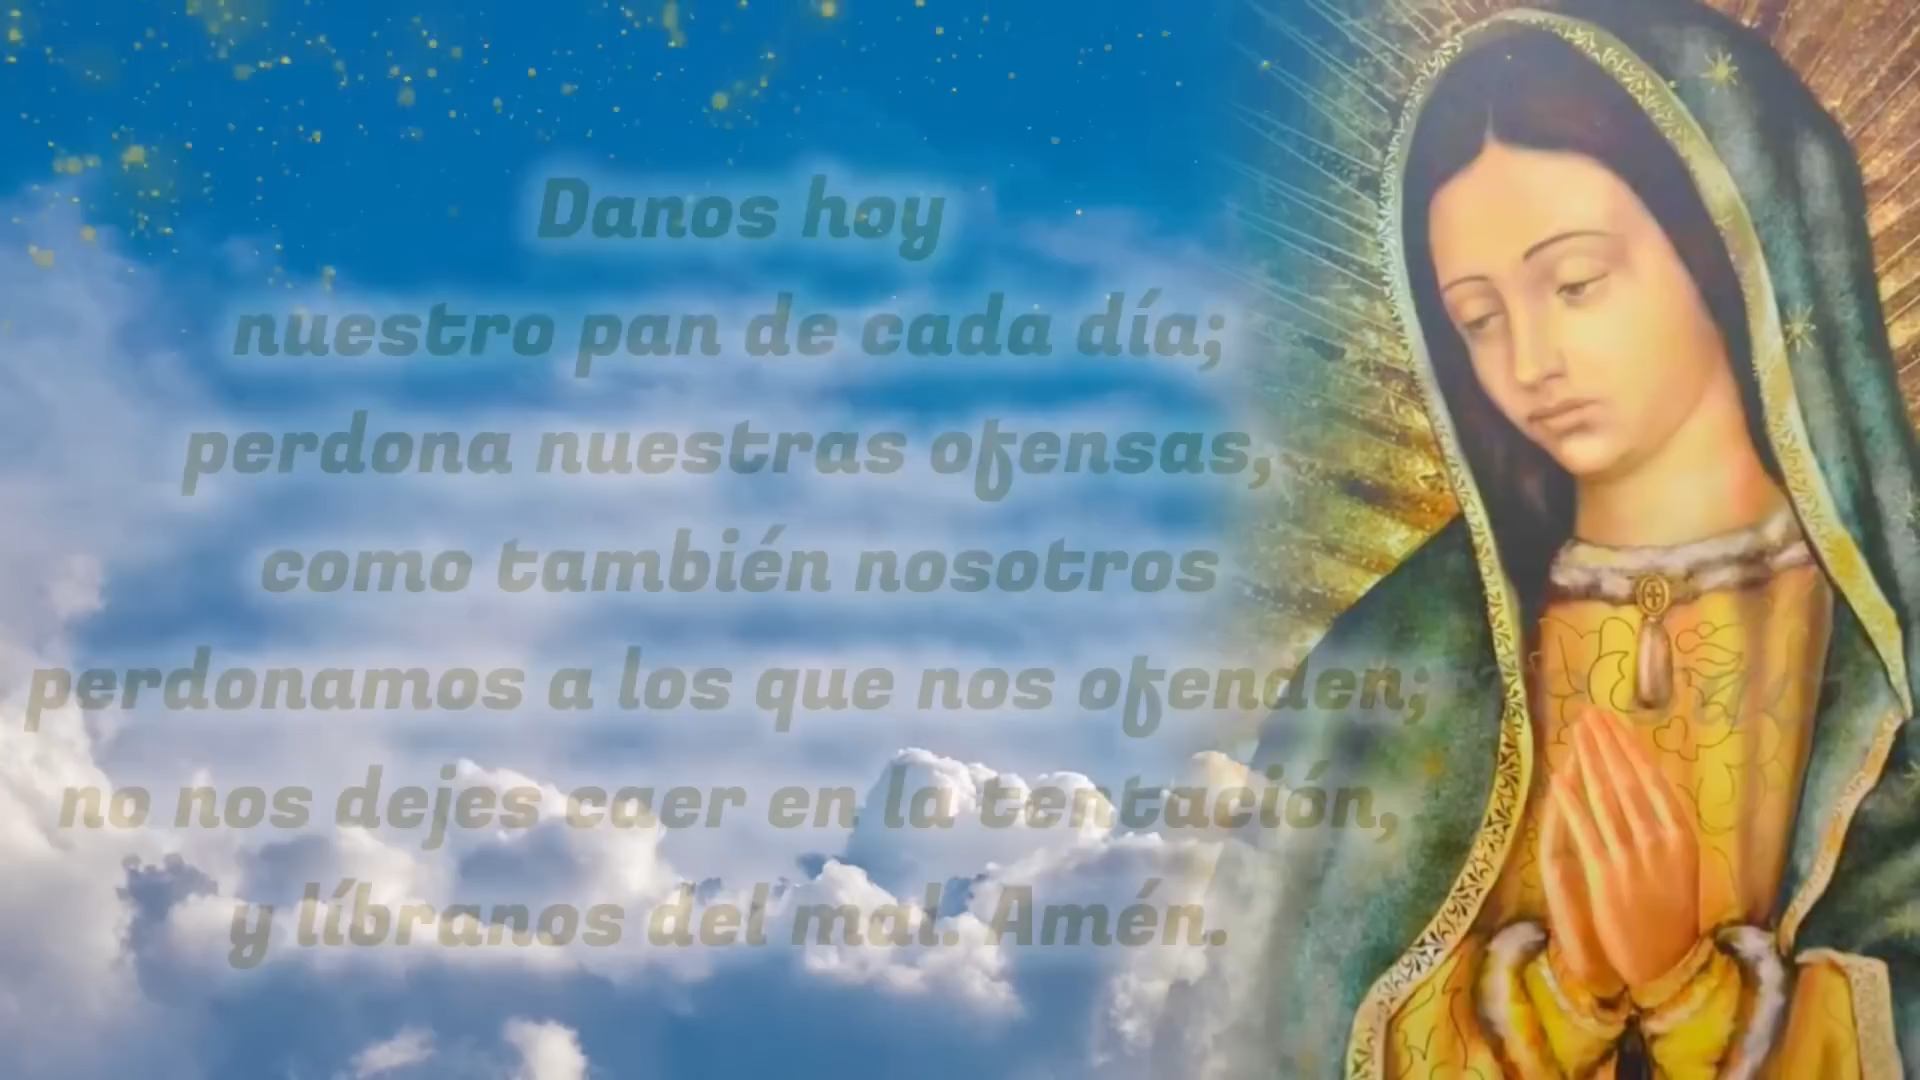 Danos hoy
nuestro pan de cada día;
perdona nuestras ofensas,
como también nosotros
perdonamos a los que nos ofenden;
no nos dejes caer en la tentación,
y líbranos del mal. Amén.